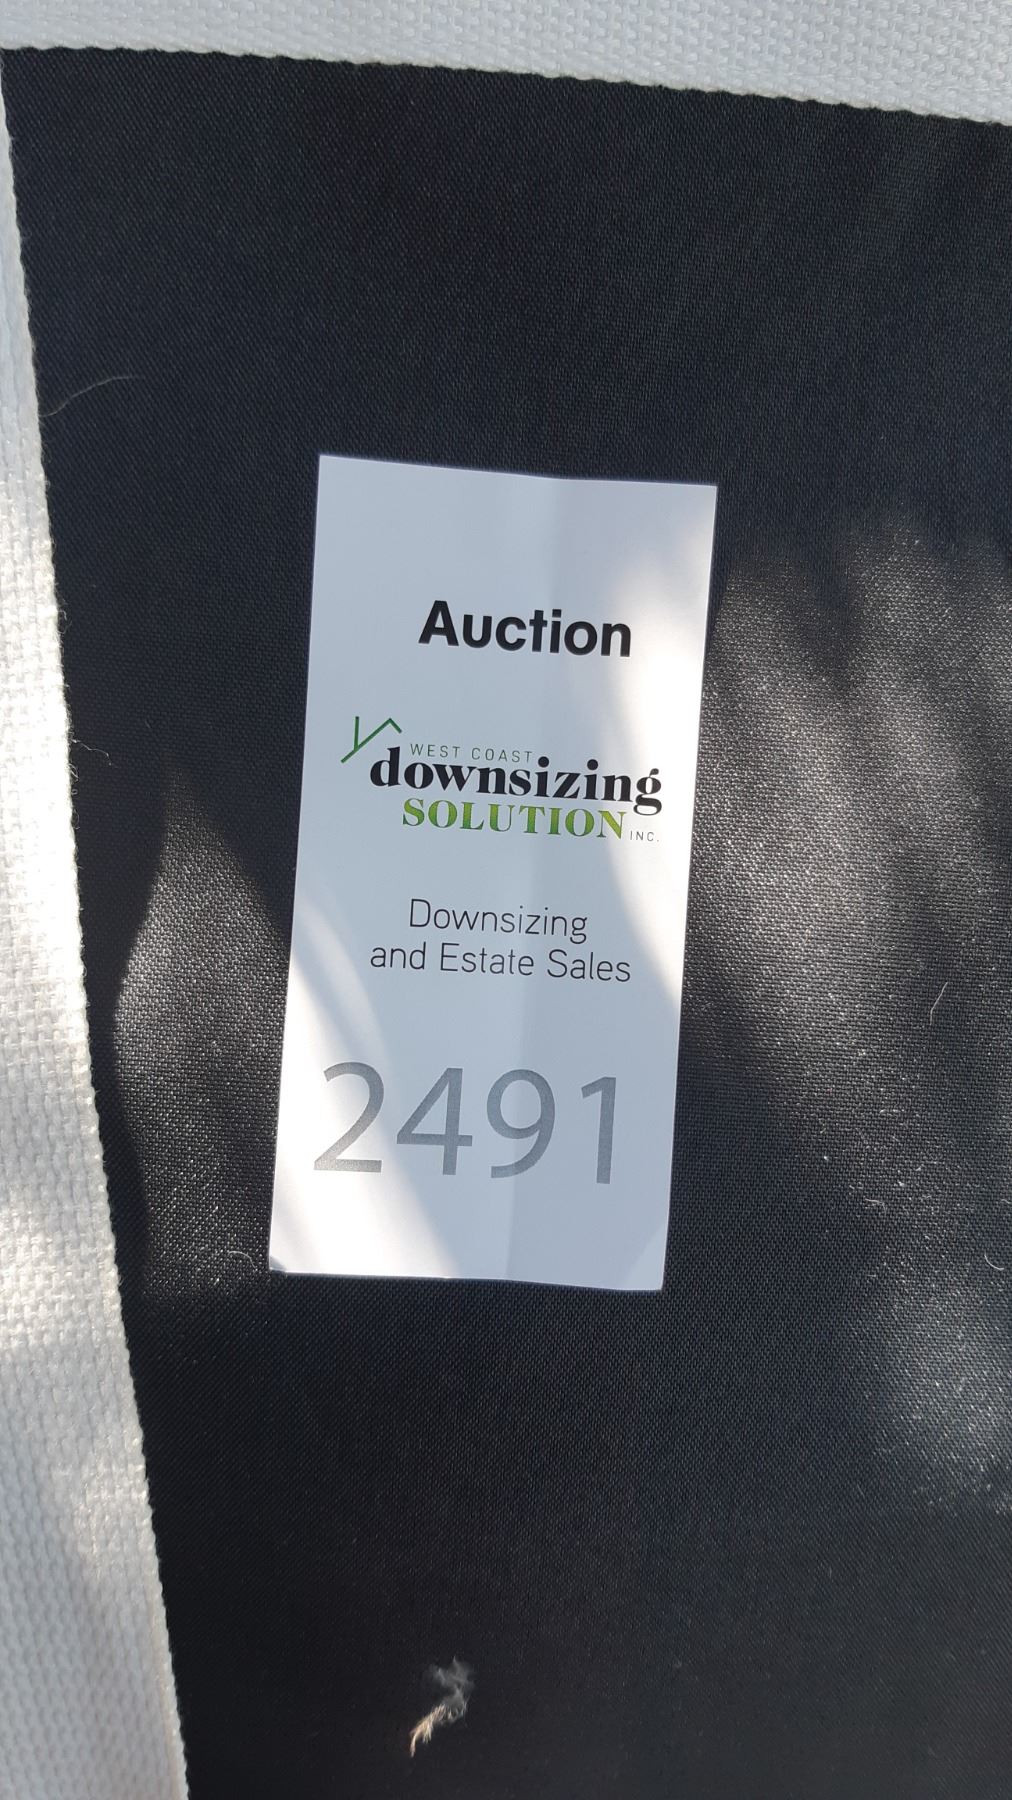 Auction
WEST COAST
downsizing
SOLUTION INC.
Downsizing
and Estate Sales
2491